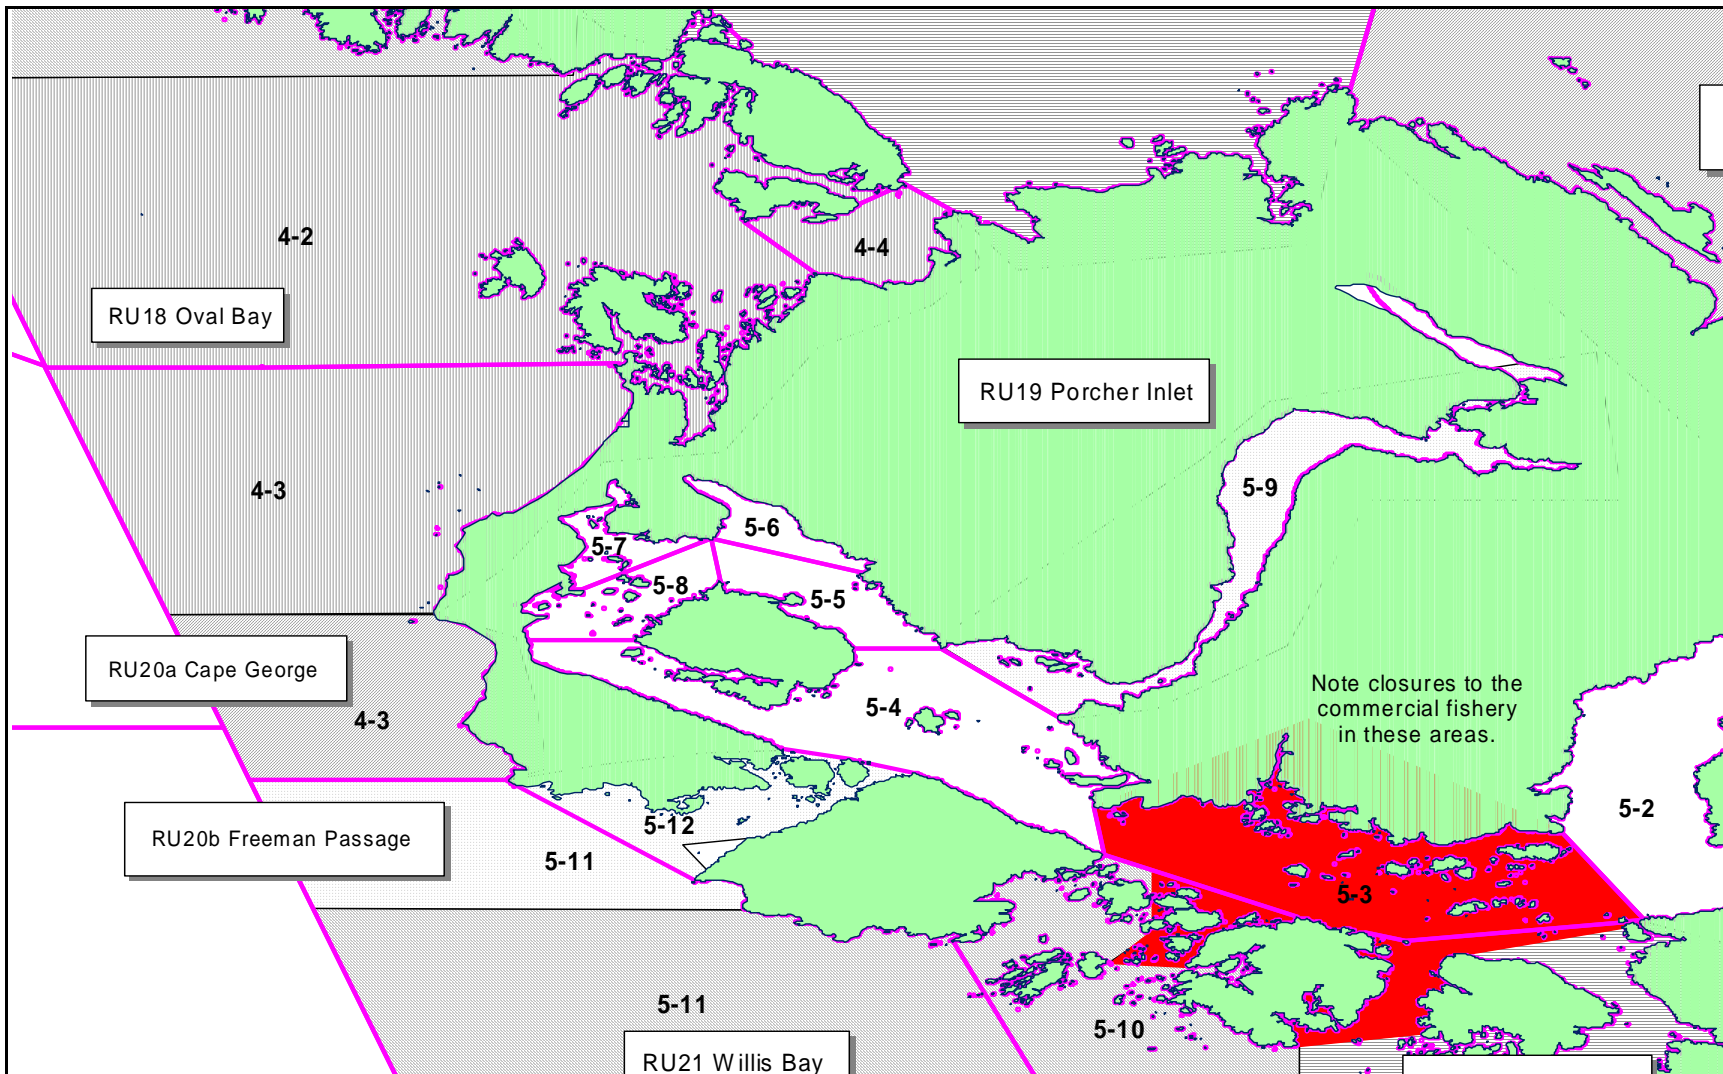 4-2
4-4
RU18 Oval Bay
RU19 Porcher Inlet
4-3
5-9
5-6
5-7
5-8
5-5
RU20a Cape George
5-4
4-3
Note closures to the
commercial fishery
in these areas.
5-2
RU20b Freeman Passage
5-12
5-11
5-3
5-11
5-10
RU21 Willis Bay